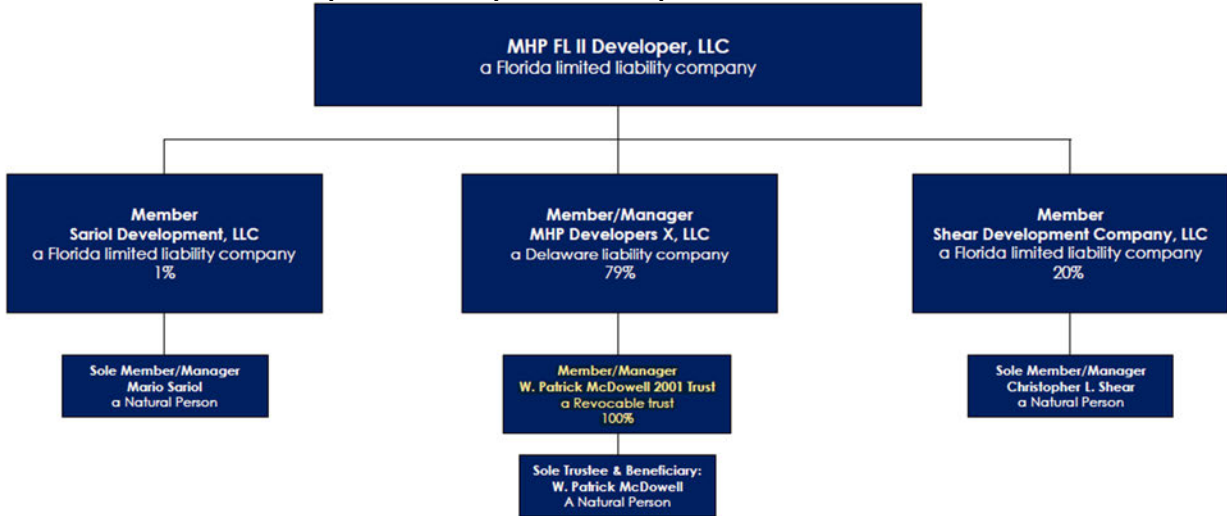 MHP FL II Developer, LLC
a Florida limited liability company
Member
Sariol Development, LLC
a Florida limited liability company
1%
Member/Manager
MHP Developers X, LLC
a Delaware liability company
79%
Member
Shear Development Company, LLC
a Florida limited liability company
20%
Sole Member/Manager
Mario Sariol
a Natural Person
Member/Manager
W. Patrick McDowell 2001 Trust
a Revocable trust
100%
Sole Member/Manager
Christopher L. Shear
a Natural Person
Sole Trustee & Beneficiary:
W. Patrick McDowell
A Natural Person